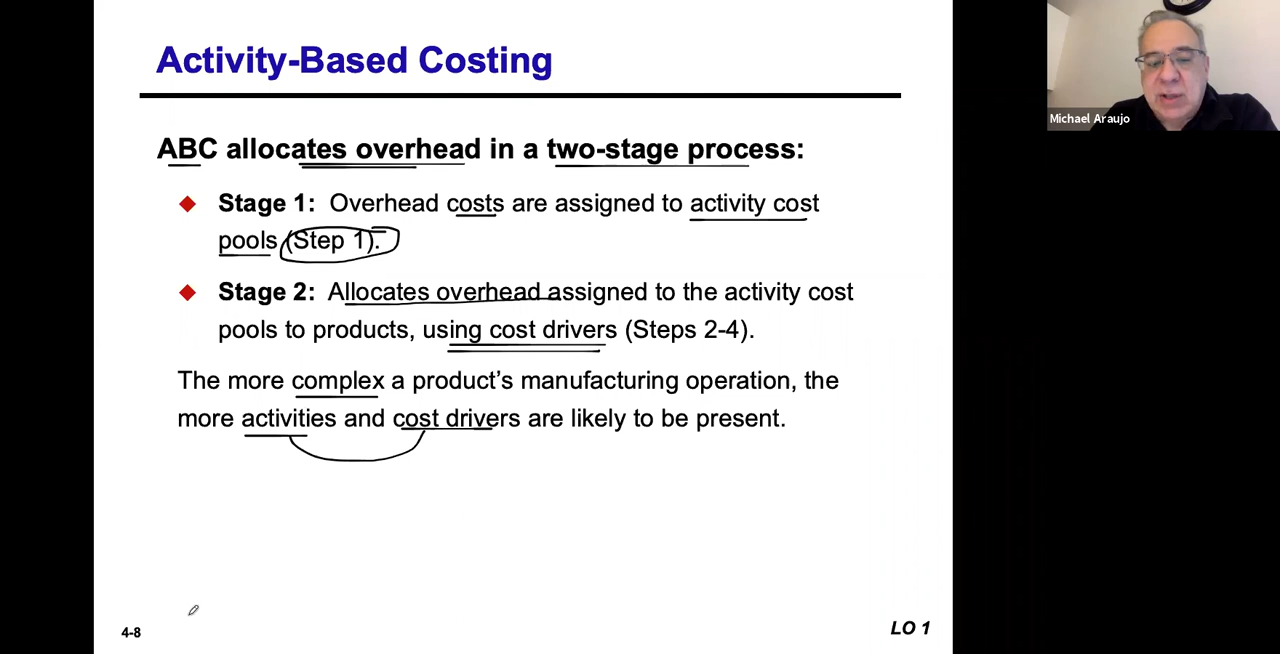 Activity-Based Costing
ABC allocates overhead in a two-stage process:
Stage 1: Overhead costs are assigned to activity cost
pools (Step 1).
Stage 2: Allocates overhead assigned to the activity cost
pools to products, using cost drivers (Steps 2-4).
The more complex a product’s manufacturing operation, the
more activities and cost drivers are likely to be present.
4-8
LO 1
Michael Araujo